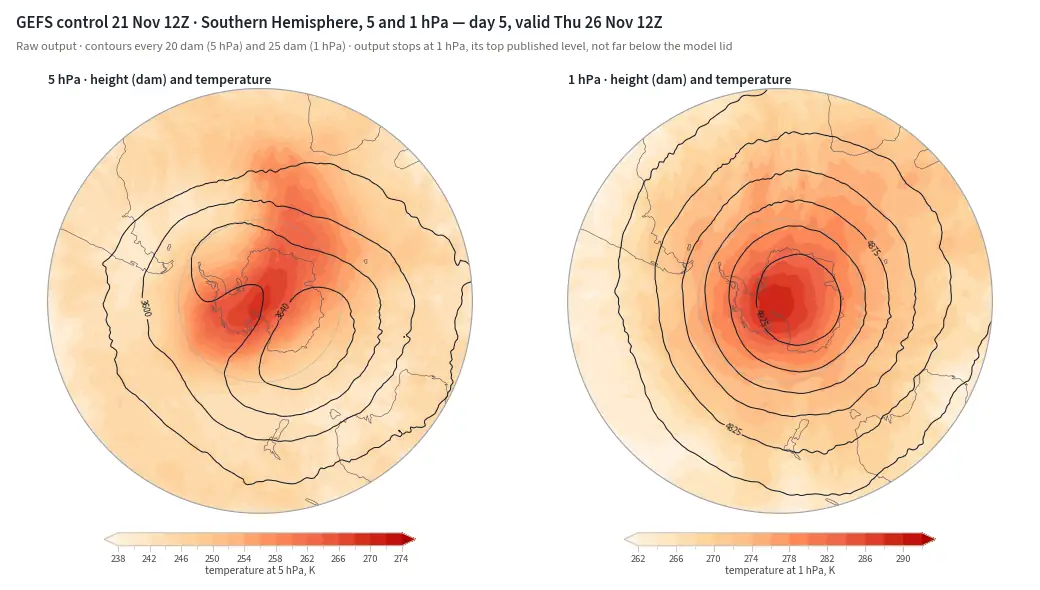 GEFS control 21 Nov 12Z · Southern Hemisphere, 5 and 1 hPa — day 5, valid Thu 26 Nov 12Z
Raw output · contours every 20 dam (5 hPa) and 25 dam (1 hPa) · output stops at 1 hPa, its top published level, not far below the model lid
5 hPa · height (dam) and temperature
1 hPa · height (dam) and temperature
3600
3640
4875
4925
4825
238 242 246 250 254 258 262 266 270 274
temperature at 5 hPa, K
262 266 270 274 278 282 286 290
temperature at 1 hPa, K